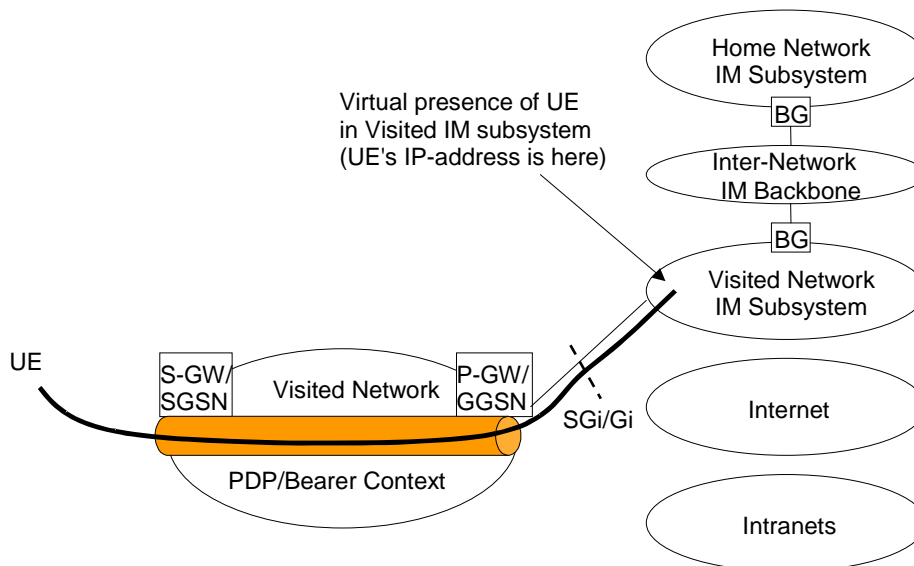 Home Network
IM Subsystem
BG
Virtual presence of UE
in Visited IM subsystem
(UE's IP-address is here)
Inter-Network
IM Backbone
BG
Visited Network
IM Subsystem
UE
S-GW/
SGSN
Visited Network
P-GW/
GGSN
SGi/Gi
Internet
PDP/Bearer Context
Intranets